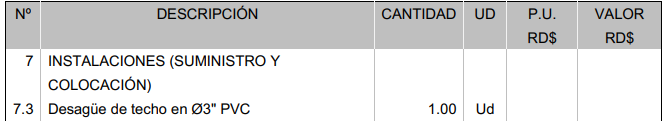 Nº DESCRIPCIÓN CANTIDAD UD P.U. RD$ VALOR RD$
7 INSTALACIONES (SUMINISTRO Y
COLOCACIÓN)
7.3 Desagüe de techo en Ø3" PVC 1.00 Ud